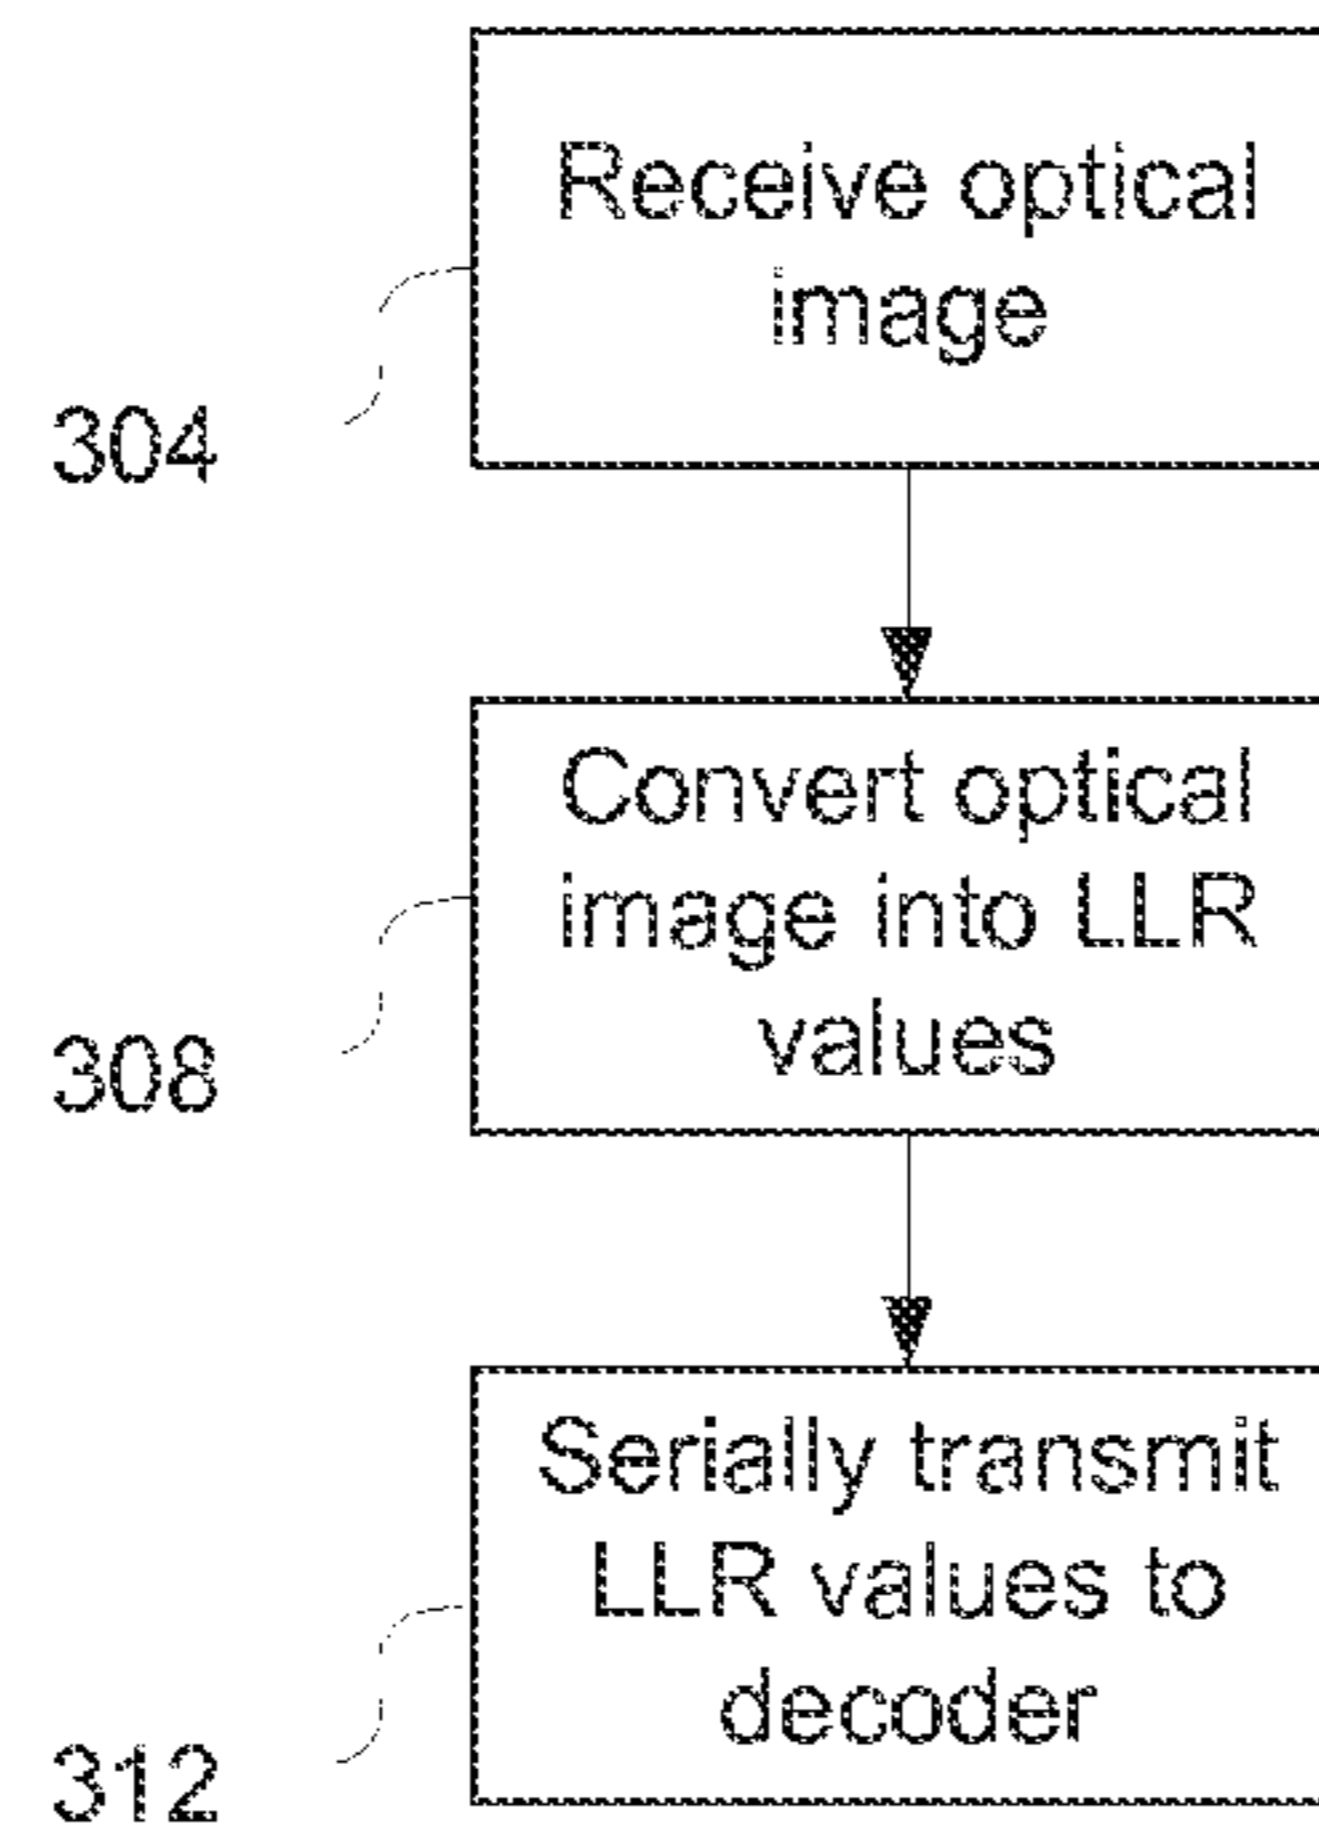 Receive optical
image
304
Convert optical
image into LLR
values
308
Serially transmit
LLR values to
decoder
312